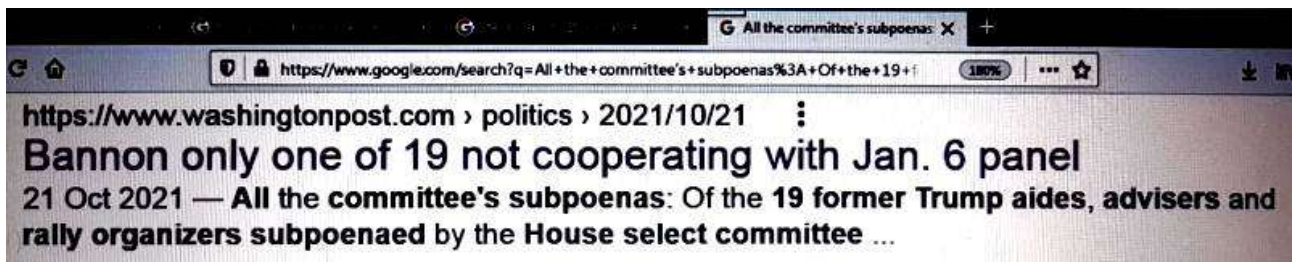 All the committee's subpoenas
https://www.google.com/search?q=All+the+committee's+subpoenas%3A+Of+the+19+f
180%
https://www.washingtonpost.com › politics › 2021/10/21
Bannon only one of 19 not cooperating with Jan. 6 panel
21 Oct 2021 — All the committee's subpoenas: Of the 19 former Trump aides, advisers and
rally organizers subpoenaed by the House select committee ...